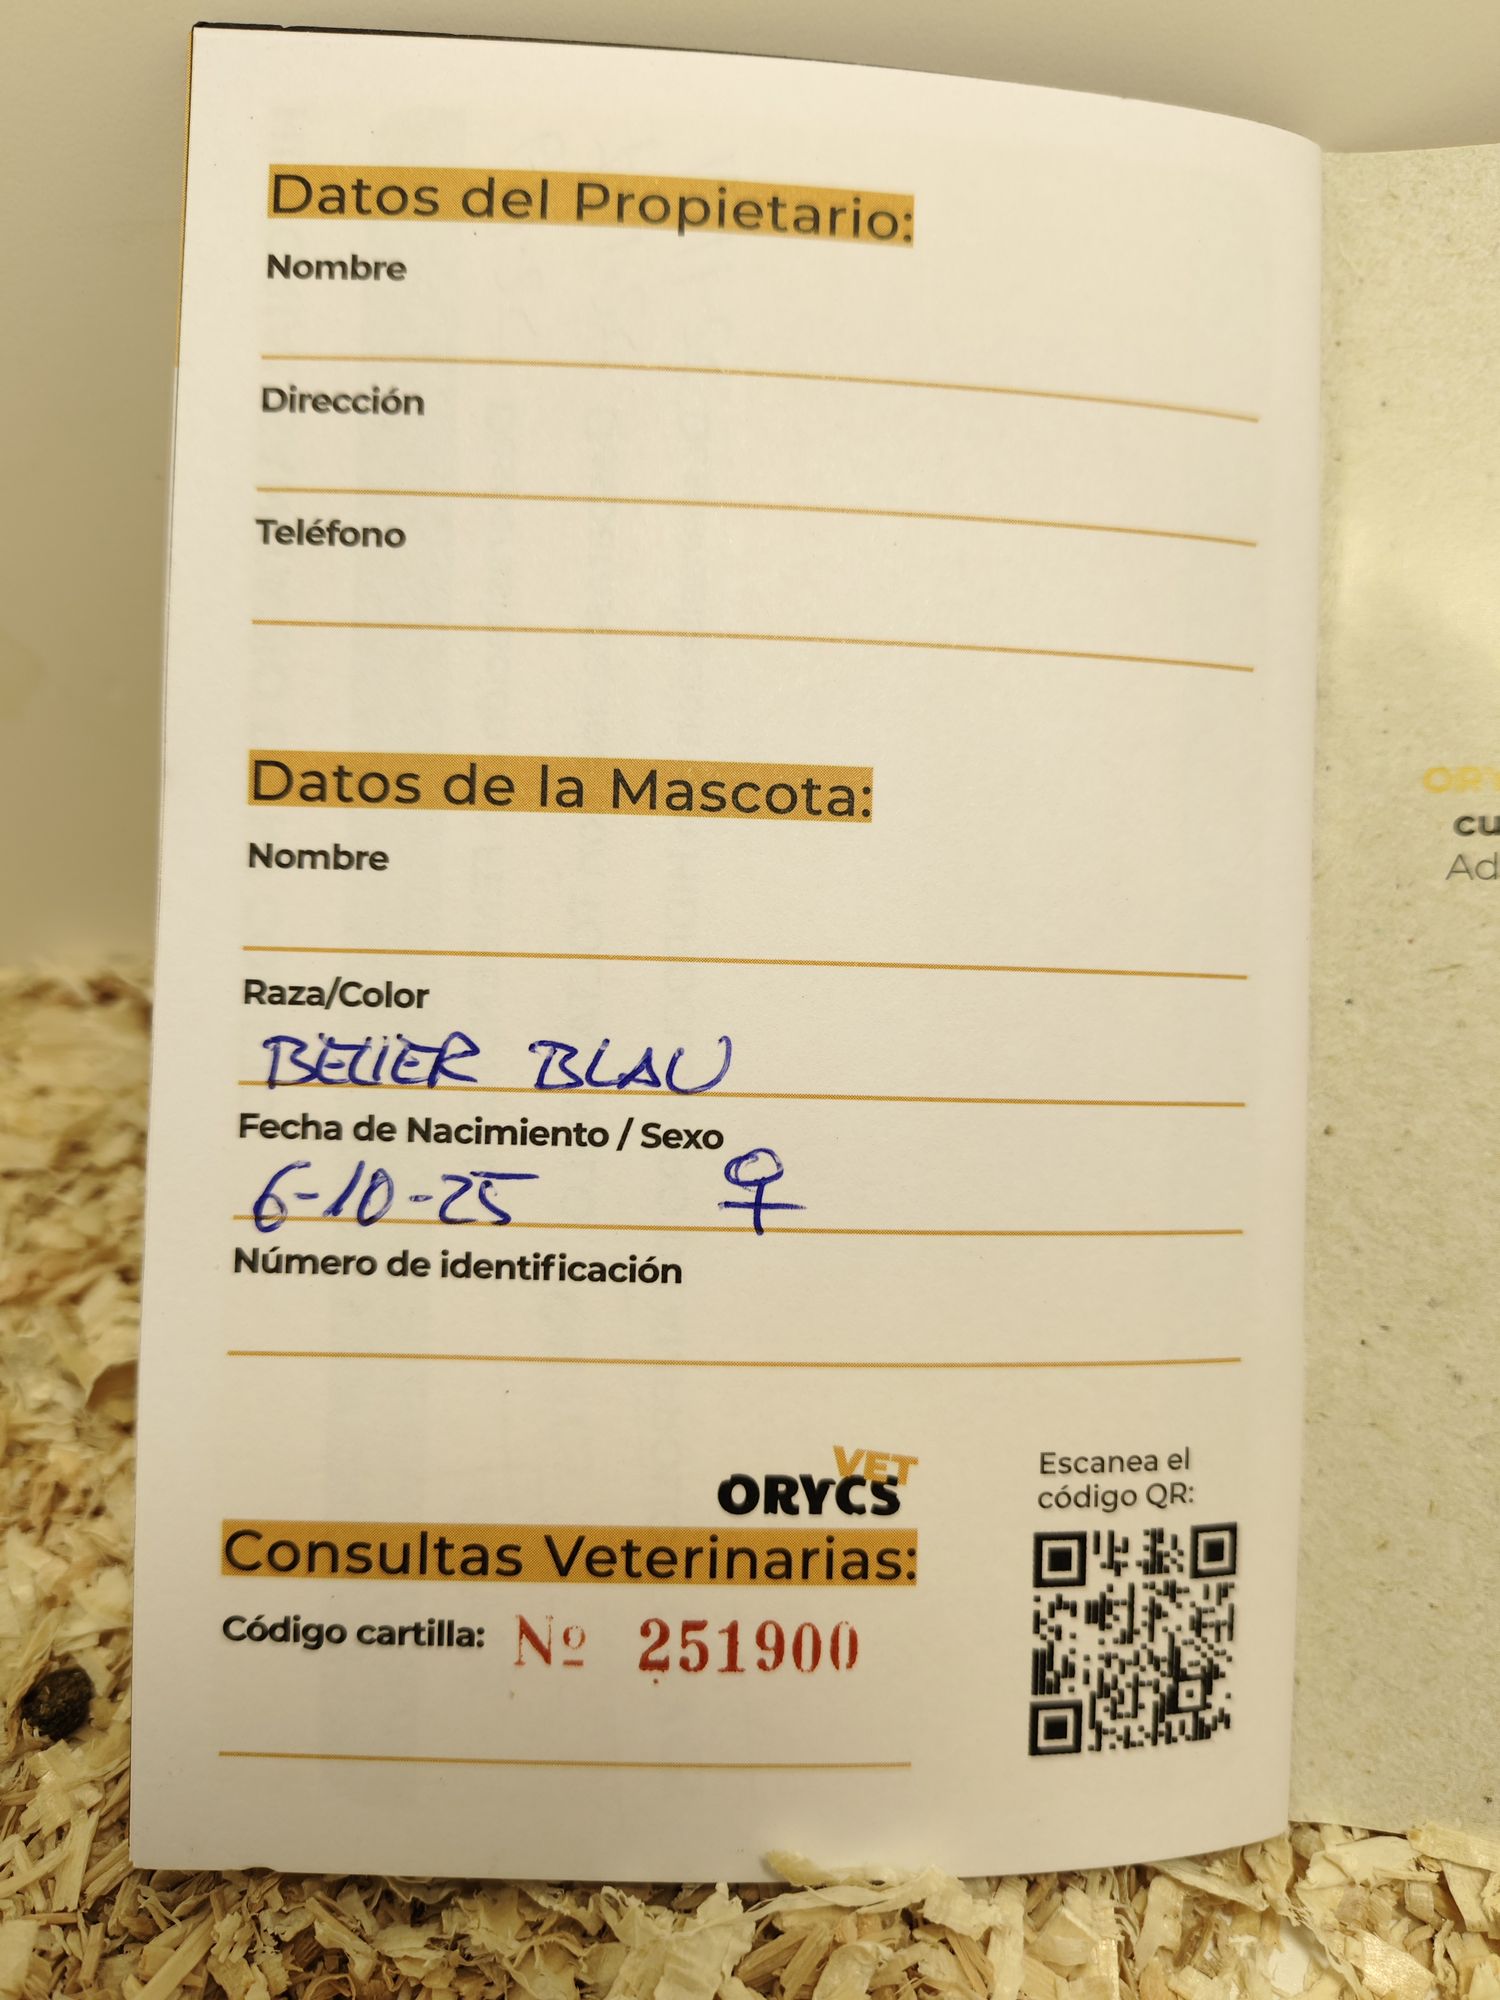 Datos del Propietario:
Nombre
Dirección
Teléfono
Datos de la Mascota:
Nombre
Raza/Color
BELIER BLAU
Fecha de Nacimiento / Sexo
6-10-25 ♀
Número de identificación
VET
ORYCS
Consultas Veterinarias:
Código cartilla: Nº 251900
Escanea el
código QR: